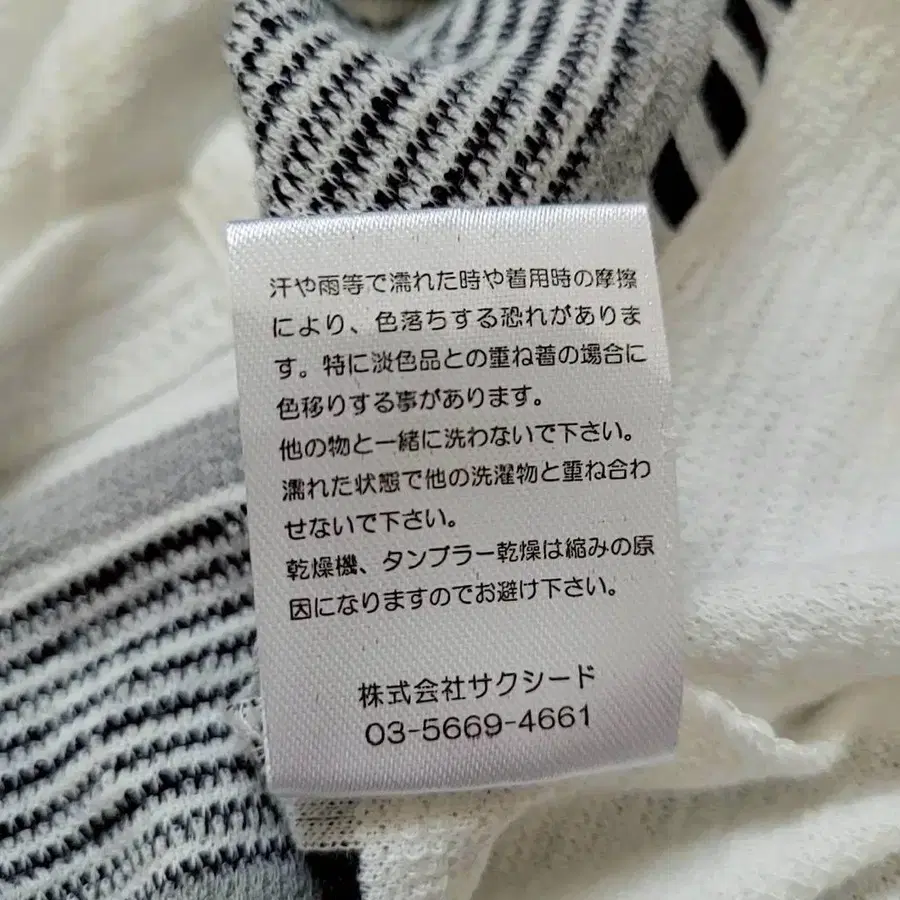 汗や雨等で濡れた時や着用時の摩擦
により、色落ちする恐れがありま
す。特に淡色品との重ね着の場合に
色移りする事があります。
他の物と一緒に洗わないで下さい。
濡れた状態で他の洗濯物と重ね合わ
せないで下さい。
乾燥機、タンブラー乾燥は縮みの原
因になりますのでお避け下さい。
株式会社サクシード
03-5669-4661